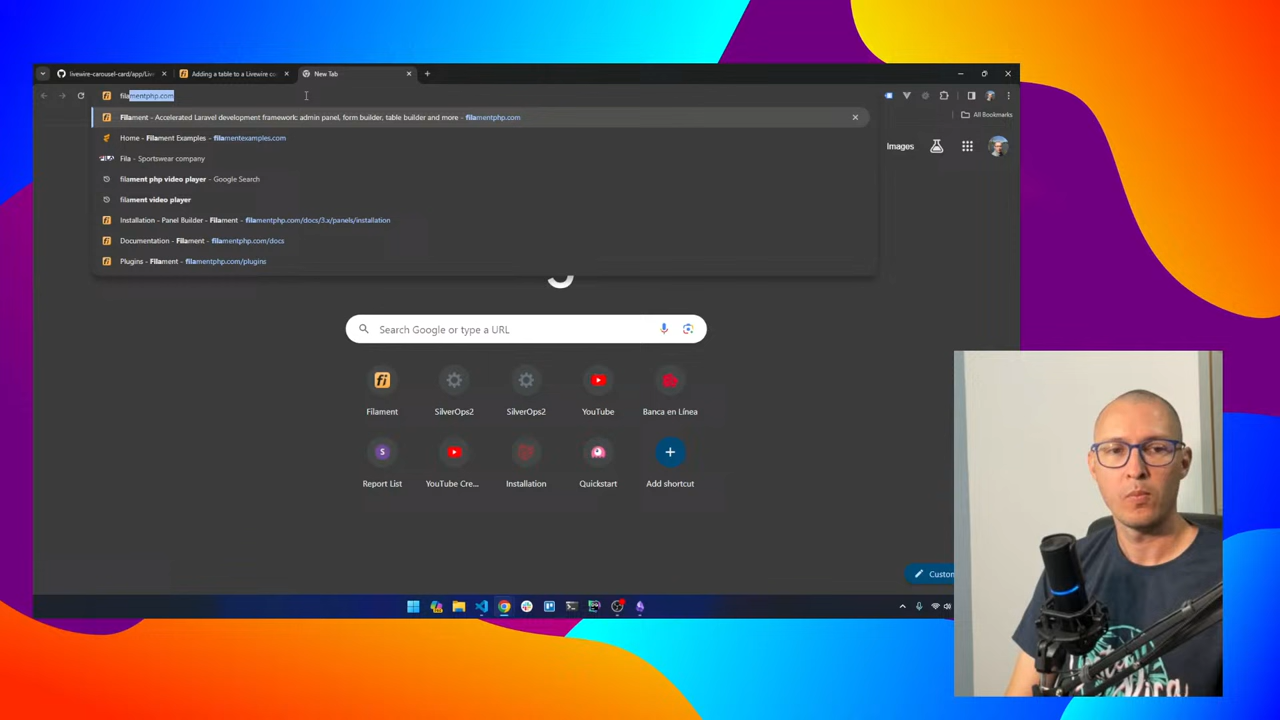 livewire-carousel-card/app/Live
Adding a table to a Livewire co
New Tab
filamentphp.com
All Bookmarks
Filament - Accelerated Laravel development framework: admin panel, form builder, table builder and more - filamentphp.com
Home - Filament Examples - filamentexamples.com
Fila - Sportswear company
filament php video player - Google Search
filament video player
Installation - Panel Builder - Filament - filamentphp.com/docs/3.x/panels/installation
Documentation - Filament - filamentphp.com/docs
Plugins - Filament - filamentphp.com/plugins
Images
Search Google or type a URL
fi
Filament
SilverOps2
SilverOps2
YouTube
Banca en Línea
S
Report List
YouTube Cre...
Installation
Quickstart
Add shortcut
Custom